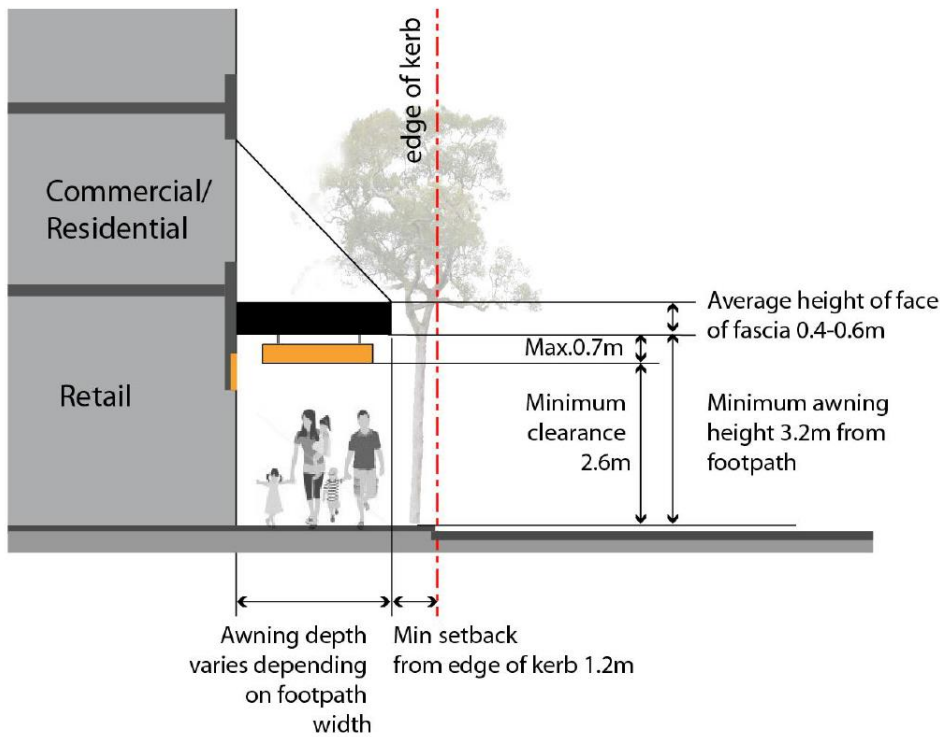 edge of kerb
Commercial/
Residential
Average height of face
of fascia 0.4-0.6m
Max.0.7m
Retail
Minimum
clearance
2.6m
Minimum awning
height 3.2m from
footpath
Awning depth
varies depending
on footpath
width
Min setback
from edge of kerb 1.2m